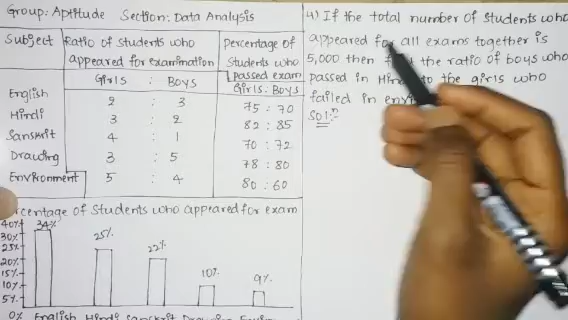 Group: Aptitude Section: Data Analysis
Subject Ratio of Students who appeared for examination Percentage of Students who passed exam
Girls : Boys Girls : Boys
English 2 : 3 75 : 70
Hindi 3 : 2 82 : 85
Sanskrit 4 : 1 70 : 72
Drawing 3 : 5 78 : 80
Environment 5 : 4 80 : 60
Percentage of Students who appeared for exam
40% 34%
30%
25% 25%
20% 22%
15%
10% 10%
5% 9%
0% English Hindi Sanskrit Drawing
4) If the total number of Students who
appeared for all exams together is
5,000 then the ratio of boys who
passed in to the girls who
failed in
Soln:-